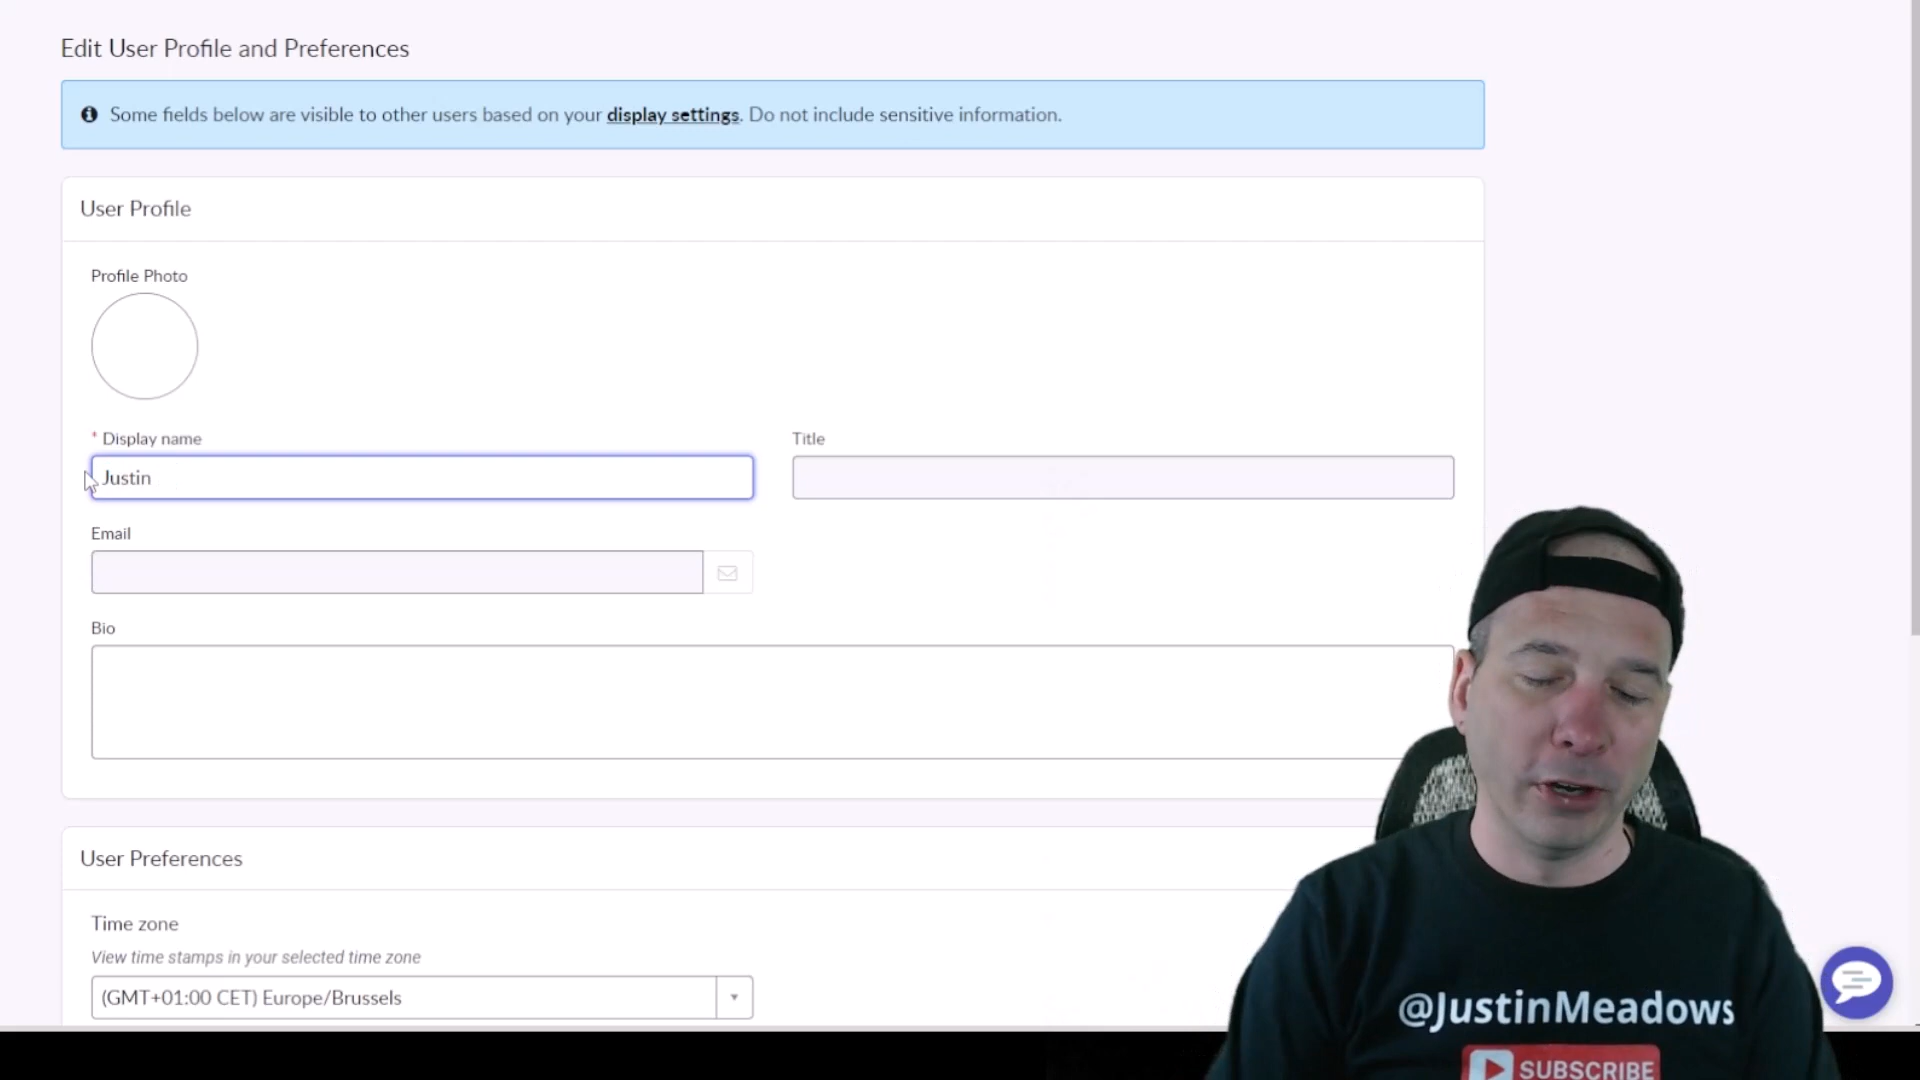 Edit User Profile and Preferences
Some fields below are visible to other users based on your display settings. Do not include sensitive information.
User Profile
Profile Photo
* Display name
Title
Justin
Email
Bio
User Preferences
Time zone
View time stamps in your selected time zone
(GMT+01:00 CET) Europe/Brussels
@JustinMeadows
SUBSCRIBE